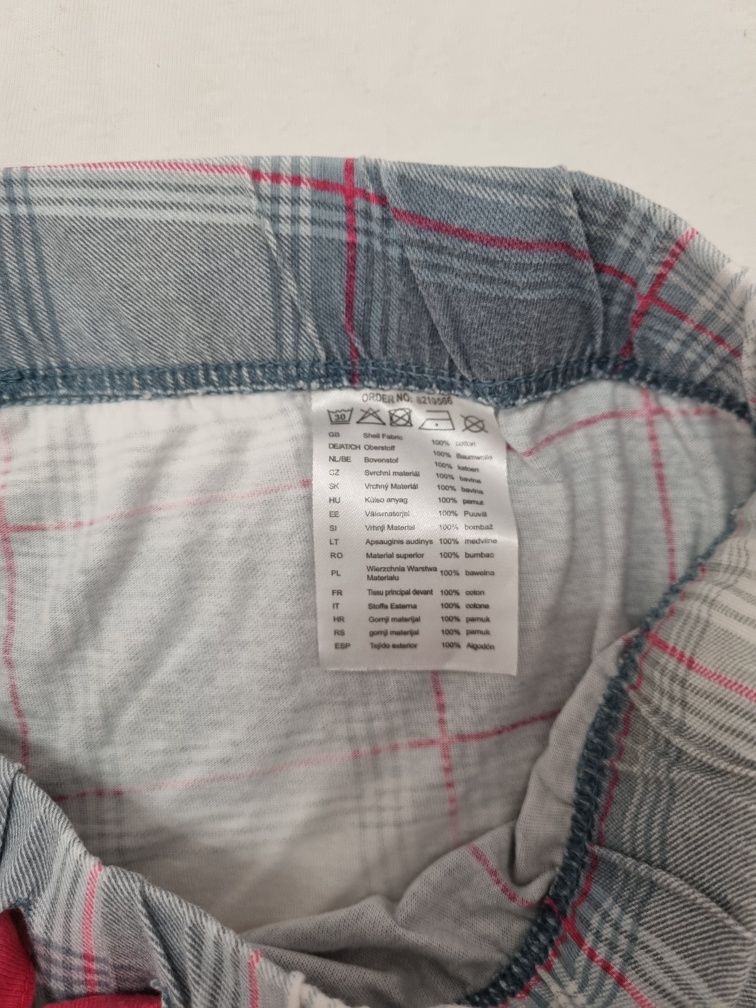 ORDER NO. 8219566
30
GB Shell Fabric 100% cotton
DE/AT/CH Oberstoff 100% Baumwolle
NL/BE Bovenstof 100% katoen
CZ Svrchní materiál 100% bavlna
SK Vrchný Materiál 100% bavlna
HU Külső anyag 100% pamut
EE Välismaterjal 100% Puuvill
SI Vrhnji Material 100% bombaž
LT Apsauginis audinys 100% medvilnė
RO Material superior 100% bumbac
PL Wierzchnia Warstwa Materialu 100% bawelna
FR Tissu principal devant 100% coton
IT Stoffa Esterna 100% cotone
HR Gornji materijal 100% pamuk
RS gornji materijal 100% pamuk
ESP Tejido exterior 100% Algodón